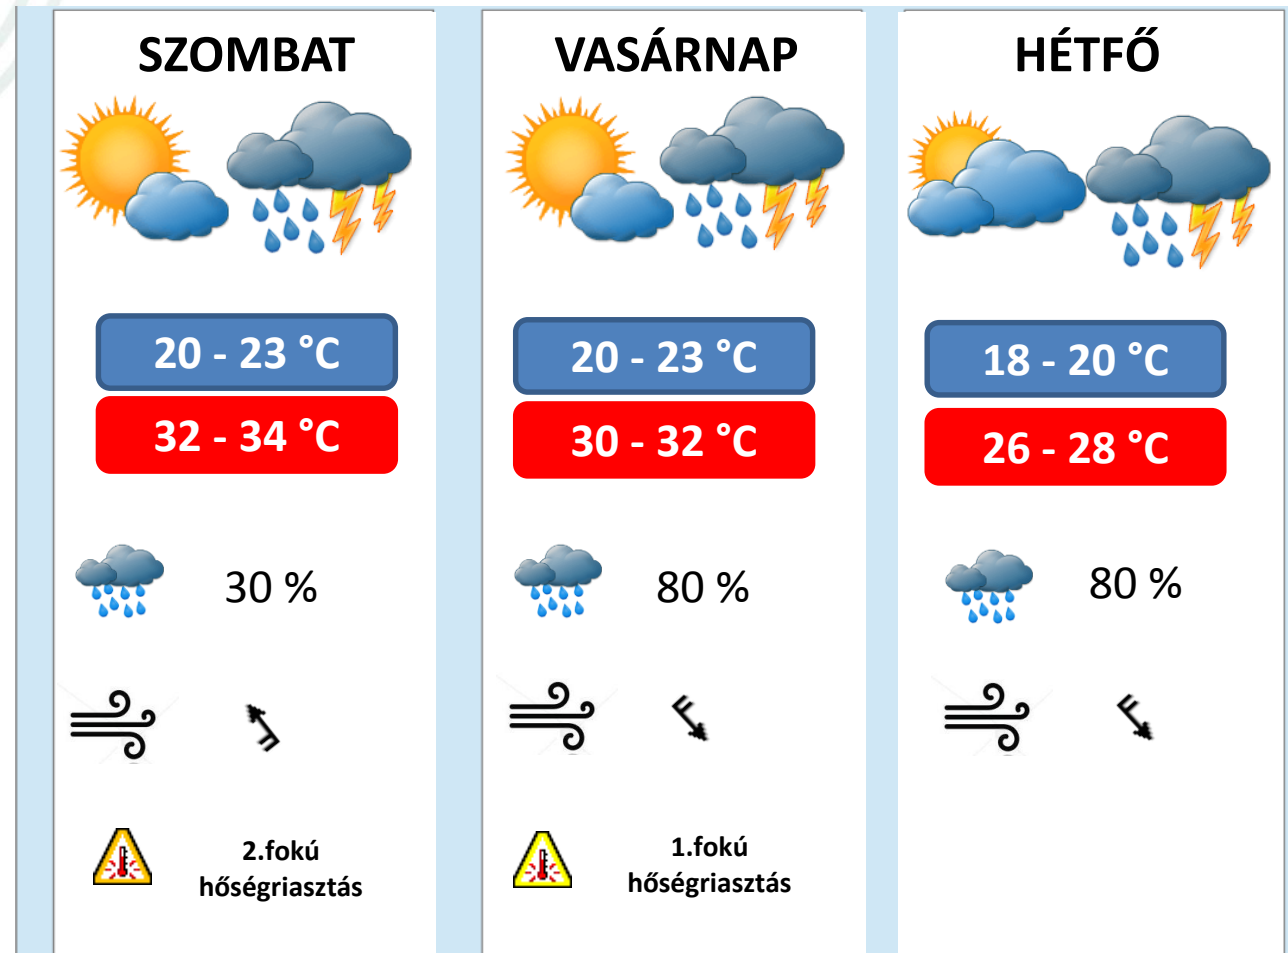 SZOMBAT
20 - 23 °C
32 - 34 °C
30 %
2.fokú
hőségriasztás
VASÁRNAP
20 - 23 °C
30 - 32 °C
80 %
1.fokú
hőségriasztás
HÉTFŐ
18 - 20 °C
26 - 28 °C
80 %